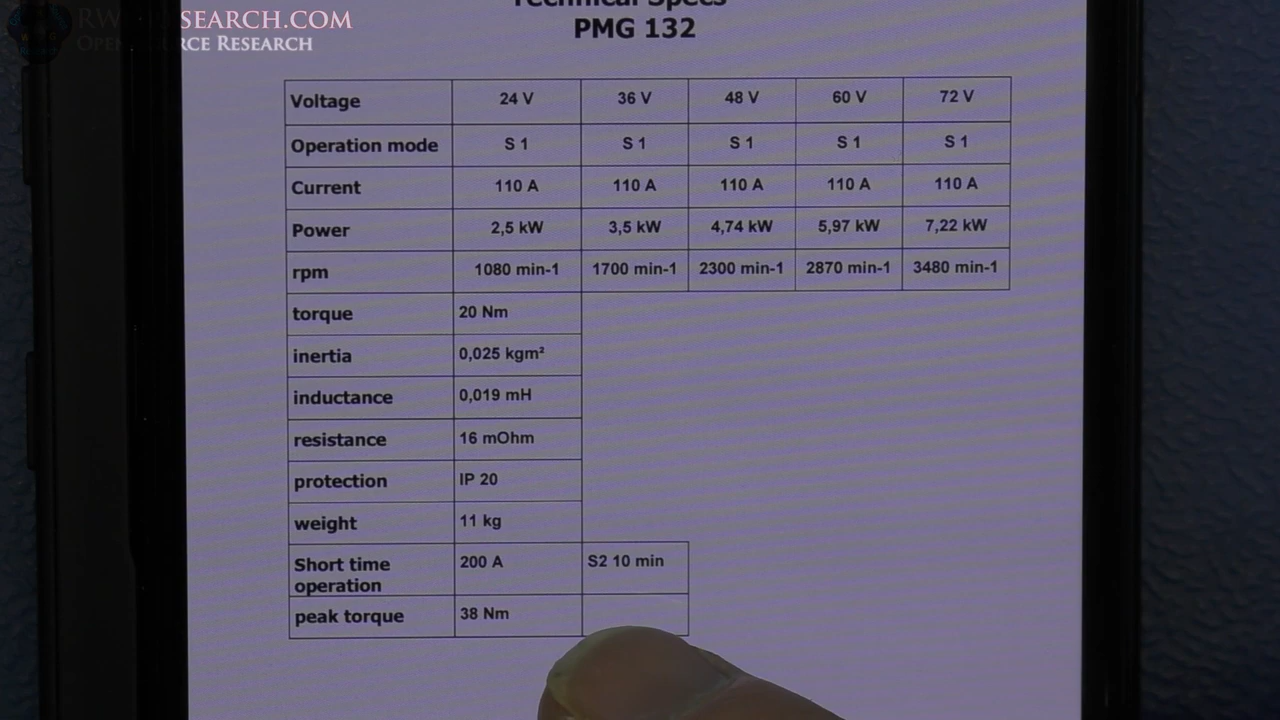 SEARCH.COM
RCE RESEARCH
Technical Specs
PMG 132
Voltage 24 V 36 V 48 V 60 V 72 V
Operation mode S 1 S 1 S 1 S 1 S 1
Current 110 A 110 A 110 A 110 A 110 A
Power 2,5 kW 3,5 kW 4,74 kW 5,97 kW 7,22 kW
rpm 1080 min-1 1700 min-1 2300 min-1 2870 min-1 3480 min-1
torque 20 Nm
inertia 0,025 kgm²
inductance 0,019 mH
resistance 16 mOhm
protection IP 20
weight 11 kg
Short time operation 200 A S2 10 min
peak torque 38 Nm